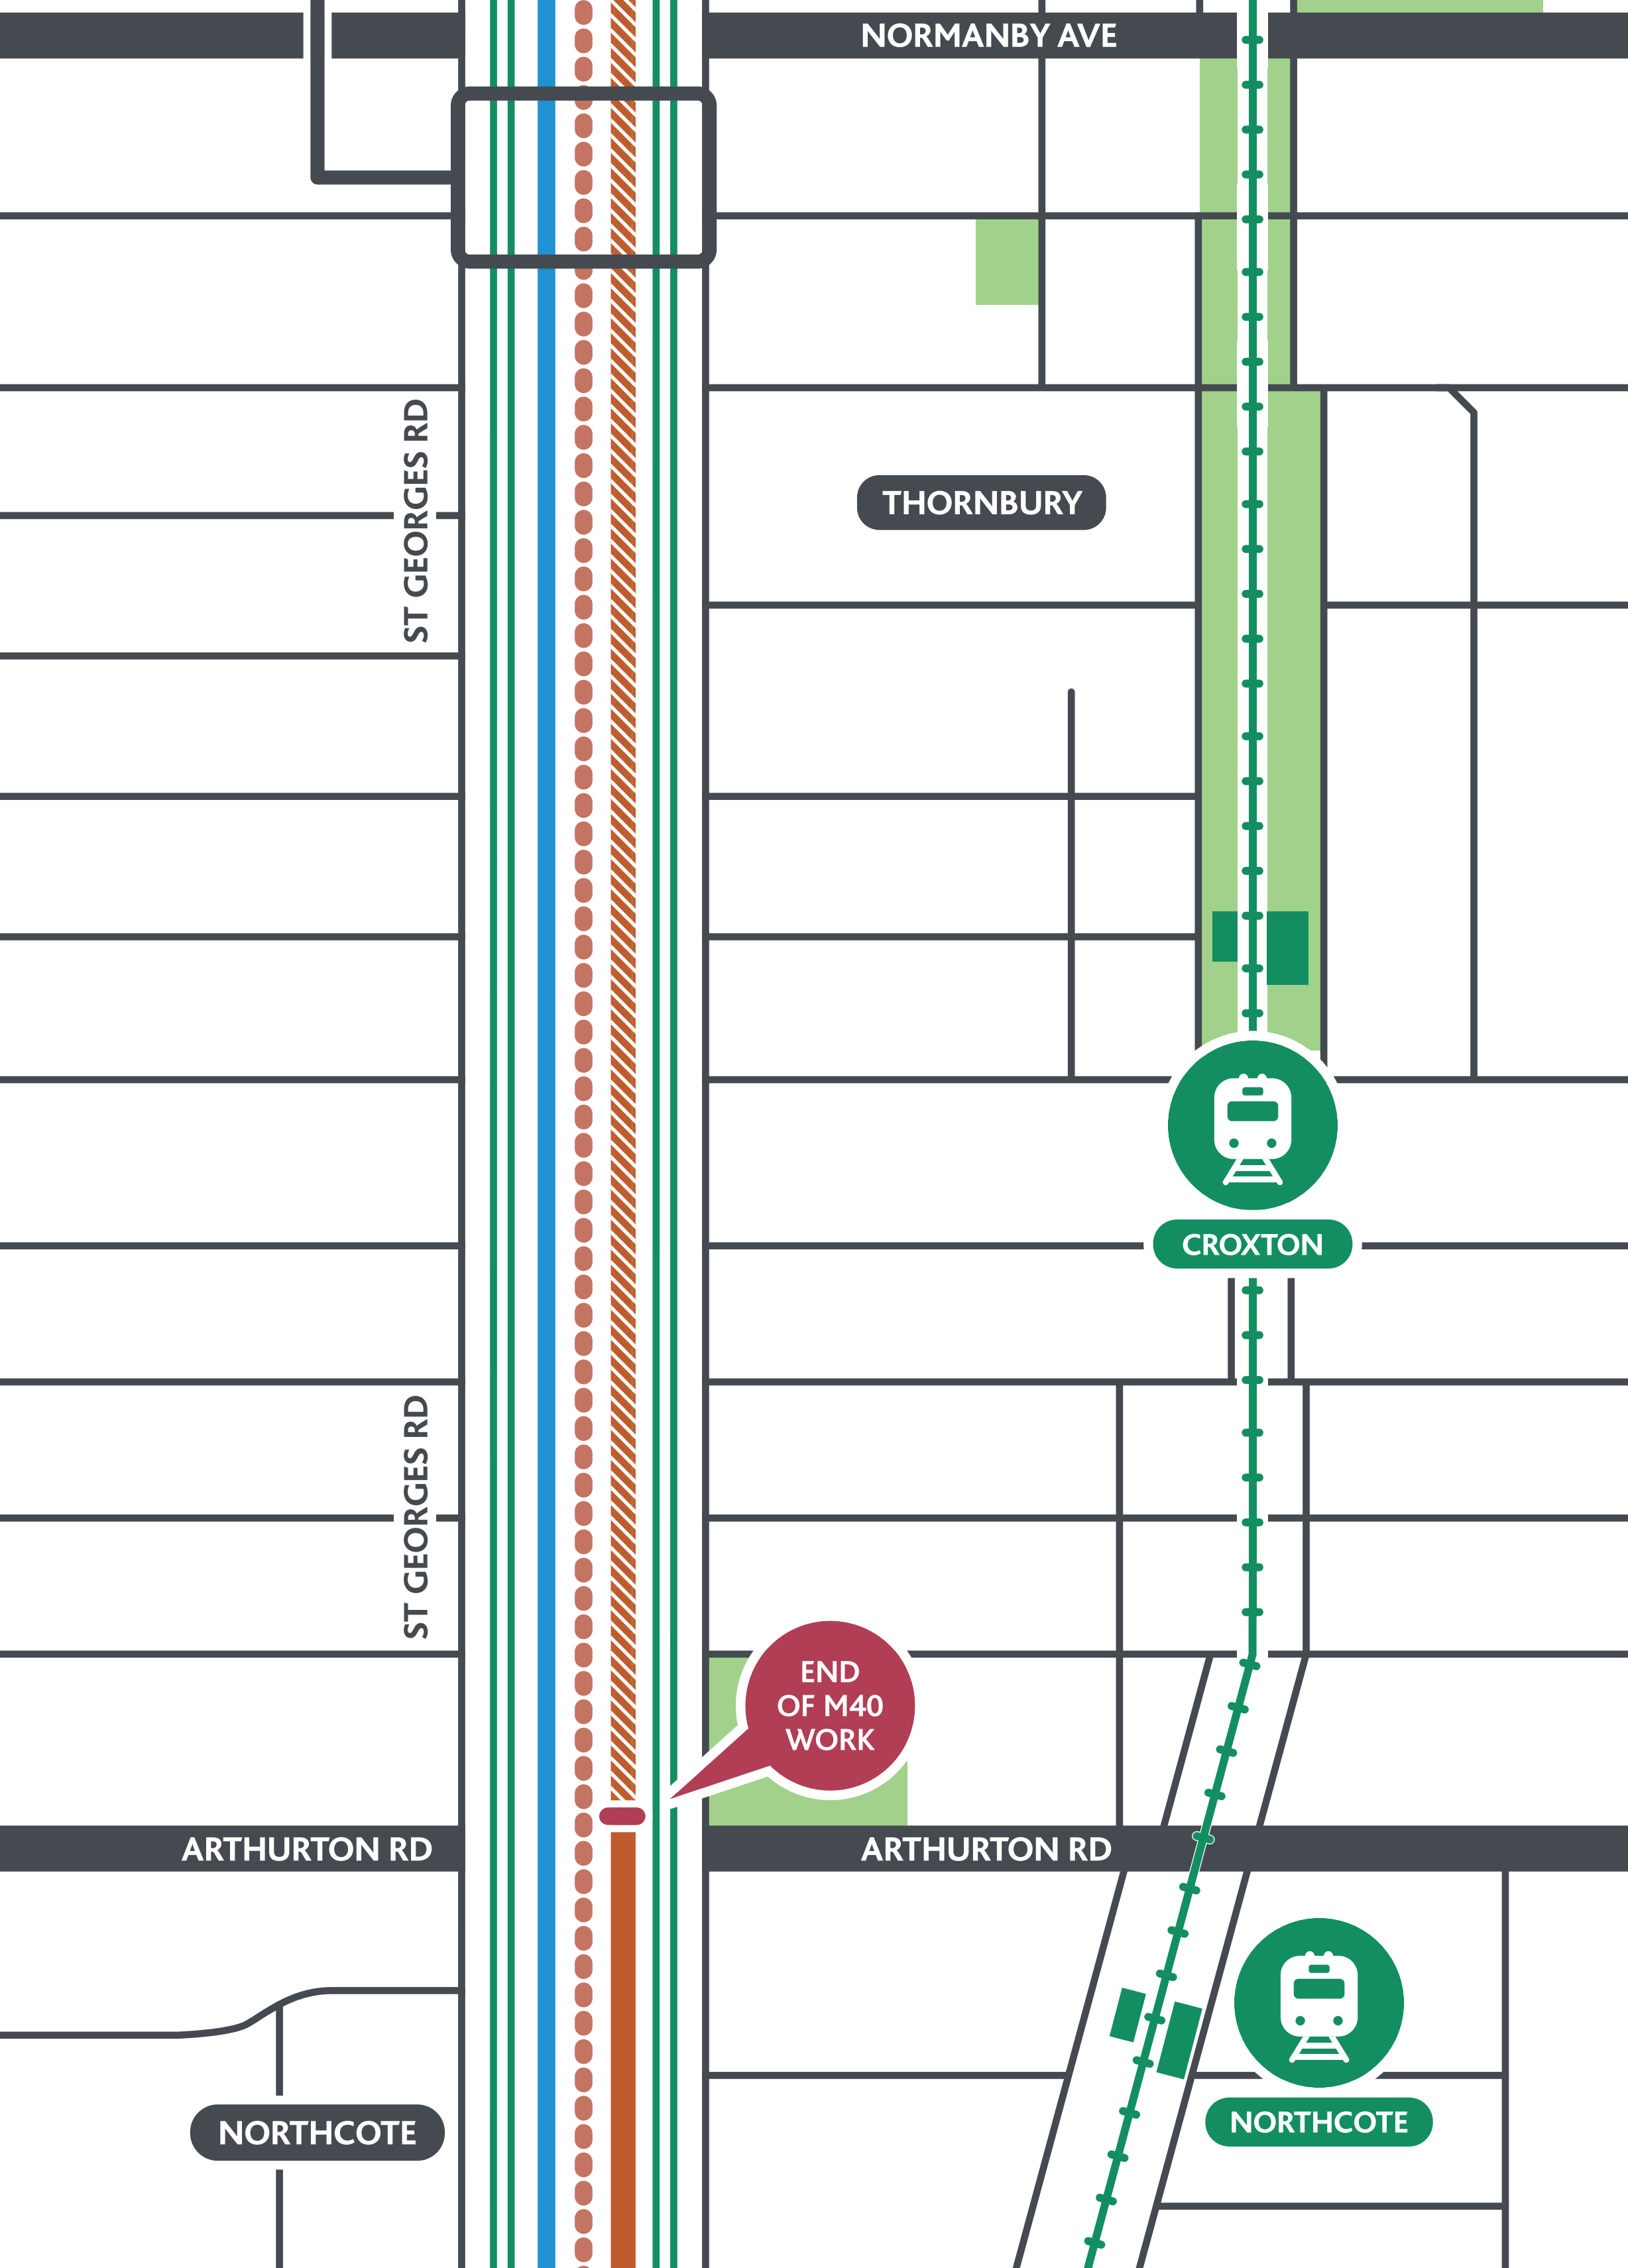 NORMANBY AVE
ST GEORGES RD
THORNBURY
CROXTON
ST GEORGES RD
END
OF M40
WORK
ARTHURTON RD
ARTHURTON RD
NORTHCOTE
NORTHCOTE